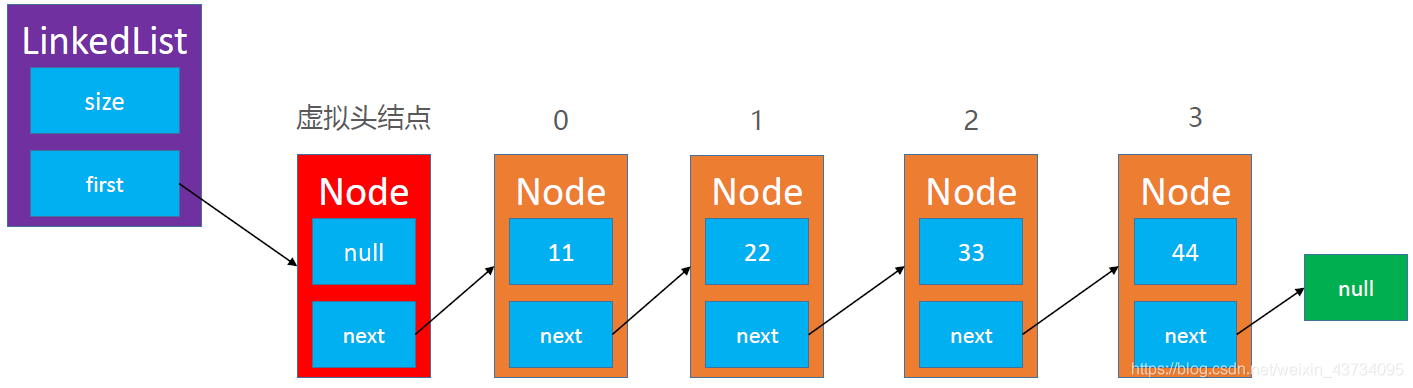 LinkedList
size
first
虚拟头结点
Node
null
next
0
Node
11
next
1
Node
22
next
2
Node
33
next
3
Node
44
next
null
https://blog.csdn.net/weixin_43734095